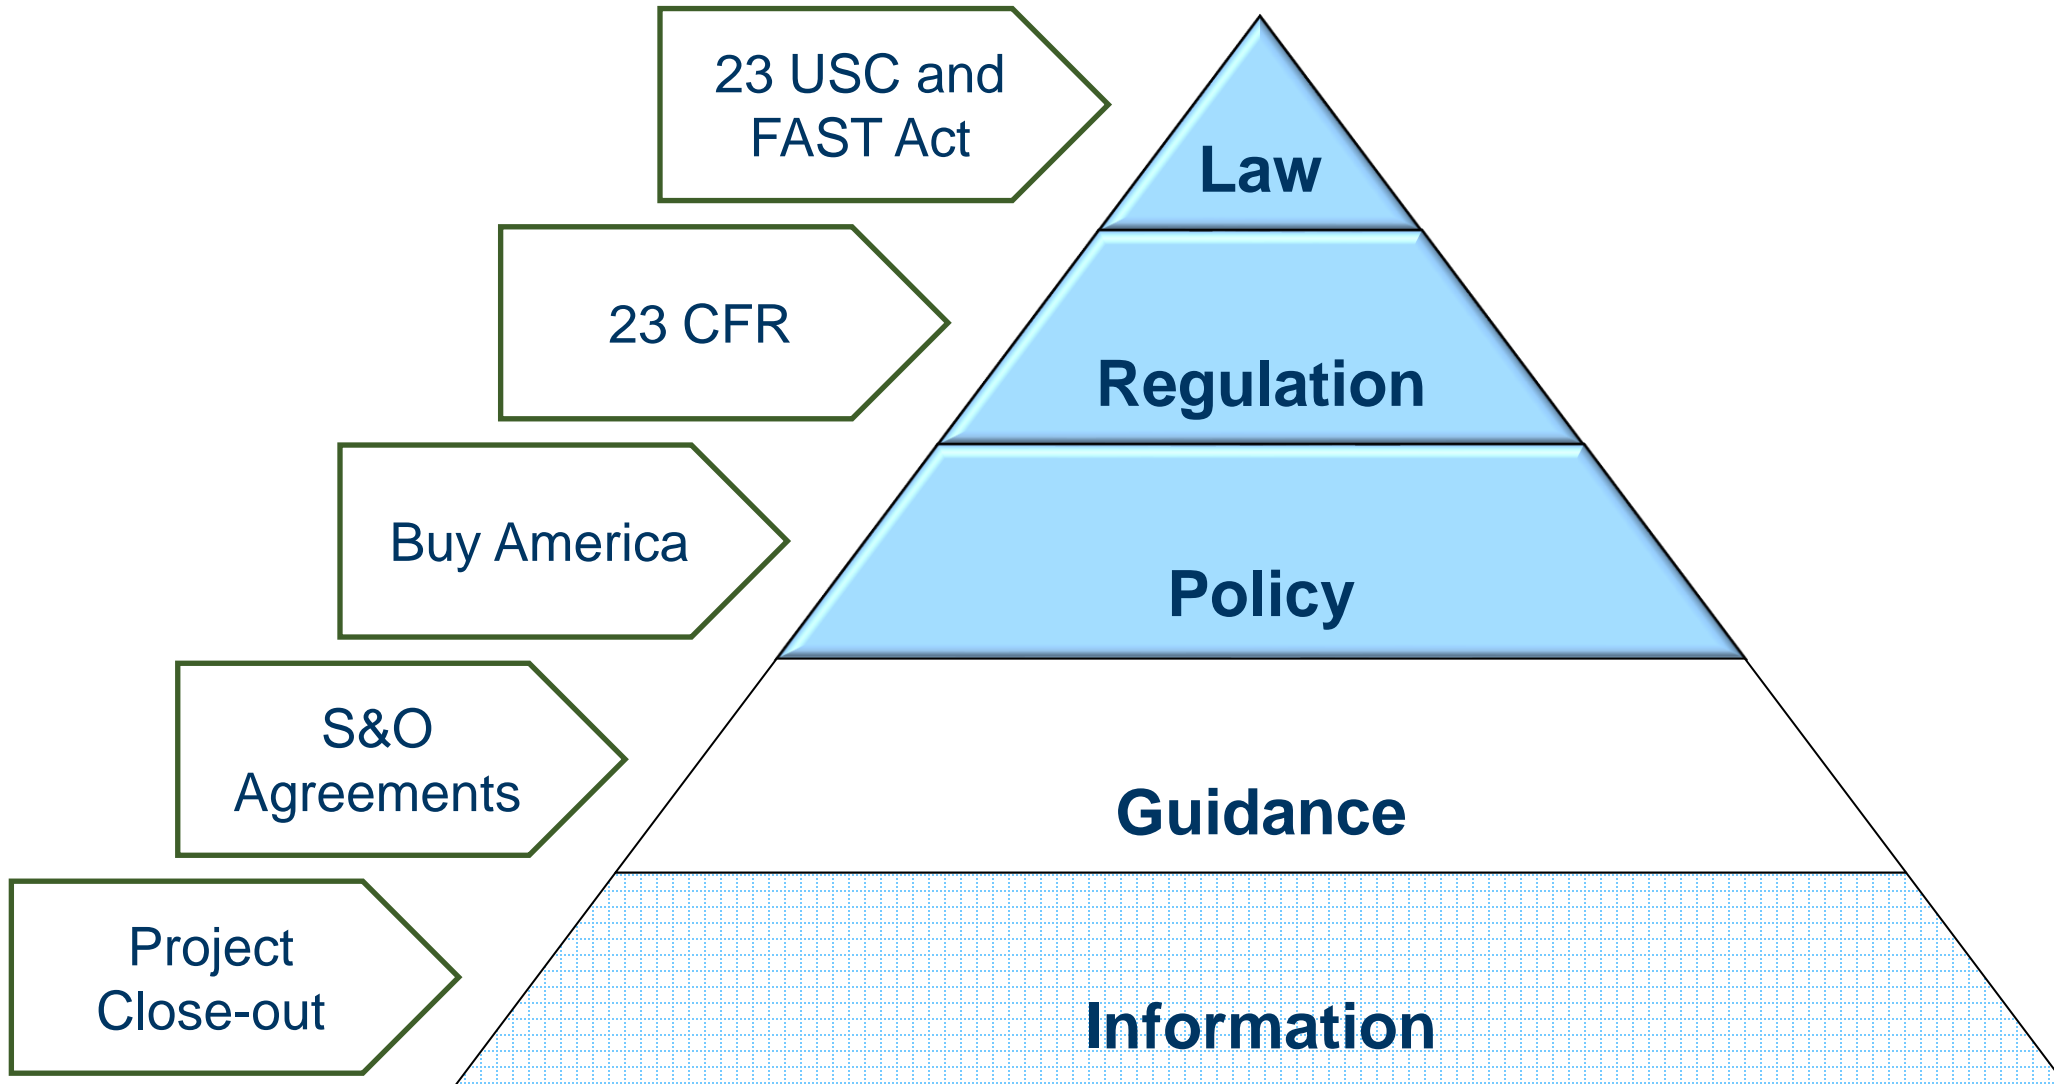 23 USC and
FAST Act
Law
23 CFR
Regulation
Buy America
Policy
S&O
Agreements
Guidance
Project
Close-out
Information